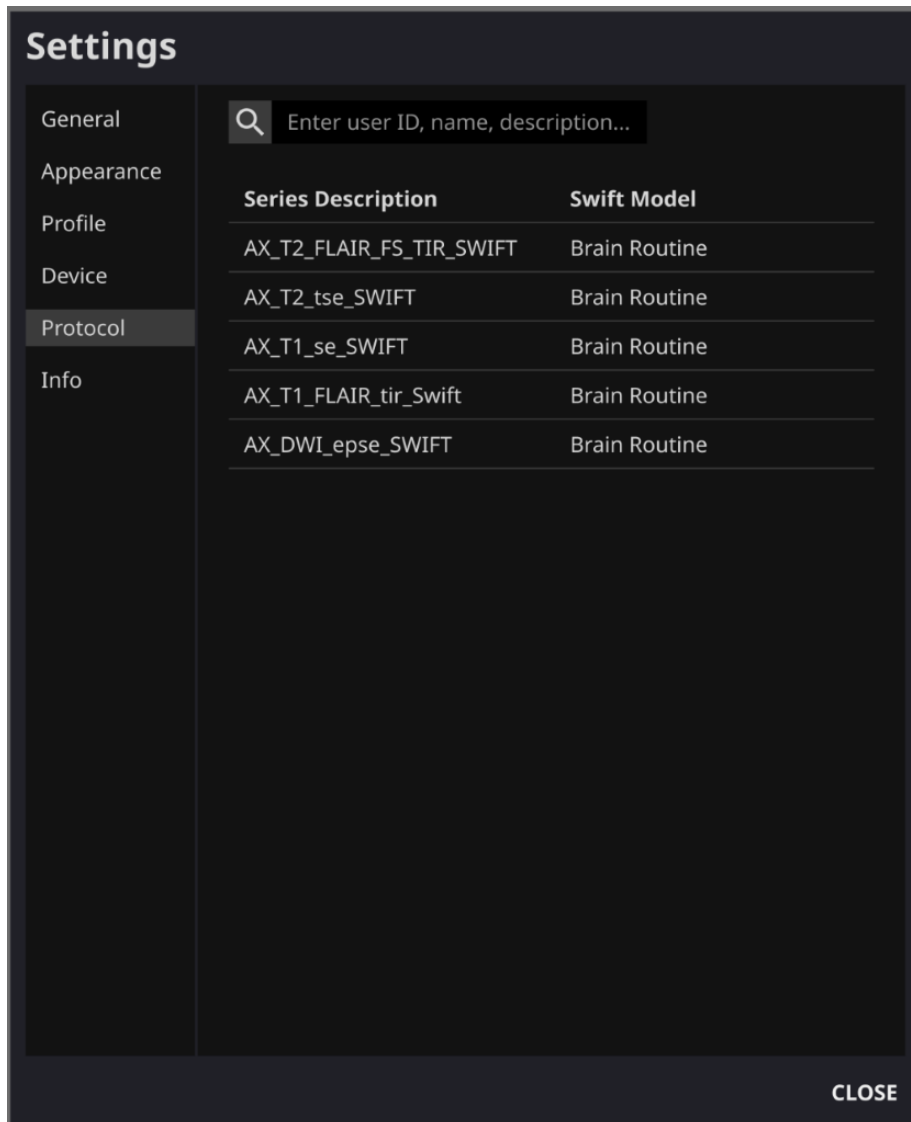 Settings
General
Appearance
Profile
Device
Protocol
Info
Enter user ID, name, description...
Series Description Swift Model
AX_T2_FLAIR_FS_TIR_SWIFT Brain Routine
AX_T2_tse_SWIFT Brain Routine
AX_T1_se_SWIFT Brain Routine
AX_T1_FLAIR_tir_Swift Brain Routine
AX_DWI_epse_SWIFT Brain Routine
CLOSE